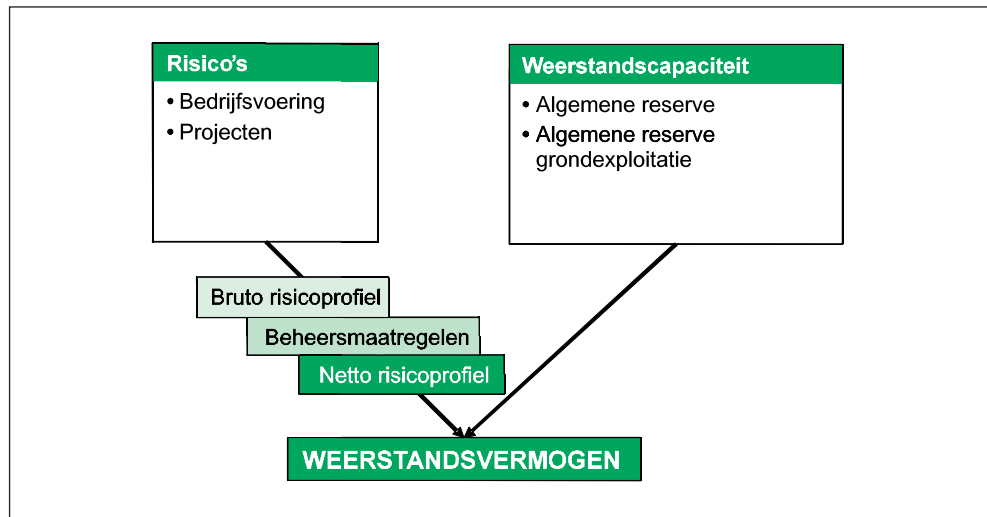 Risico's
• Bedrijfsvoering
• Projecten
Weerstandscapaciteit
• Algemene reserve
• Algemene reserve
grondexploitatie
Bruto risicoprofiel
Beheersmaatregelen
Netto risicoprofiel
WEERSTANDSVERMOGEN